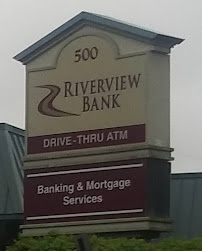 500
RIVERVIEW
BANK
DRIVE-THRU ATM
Banking & Mortgage
Services